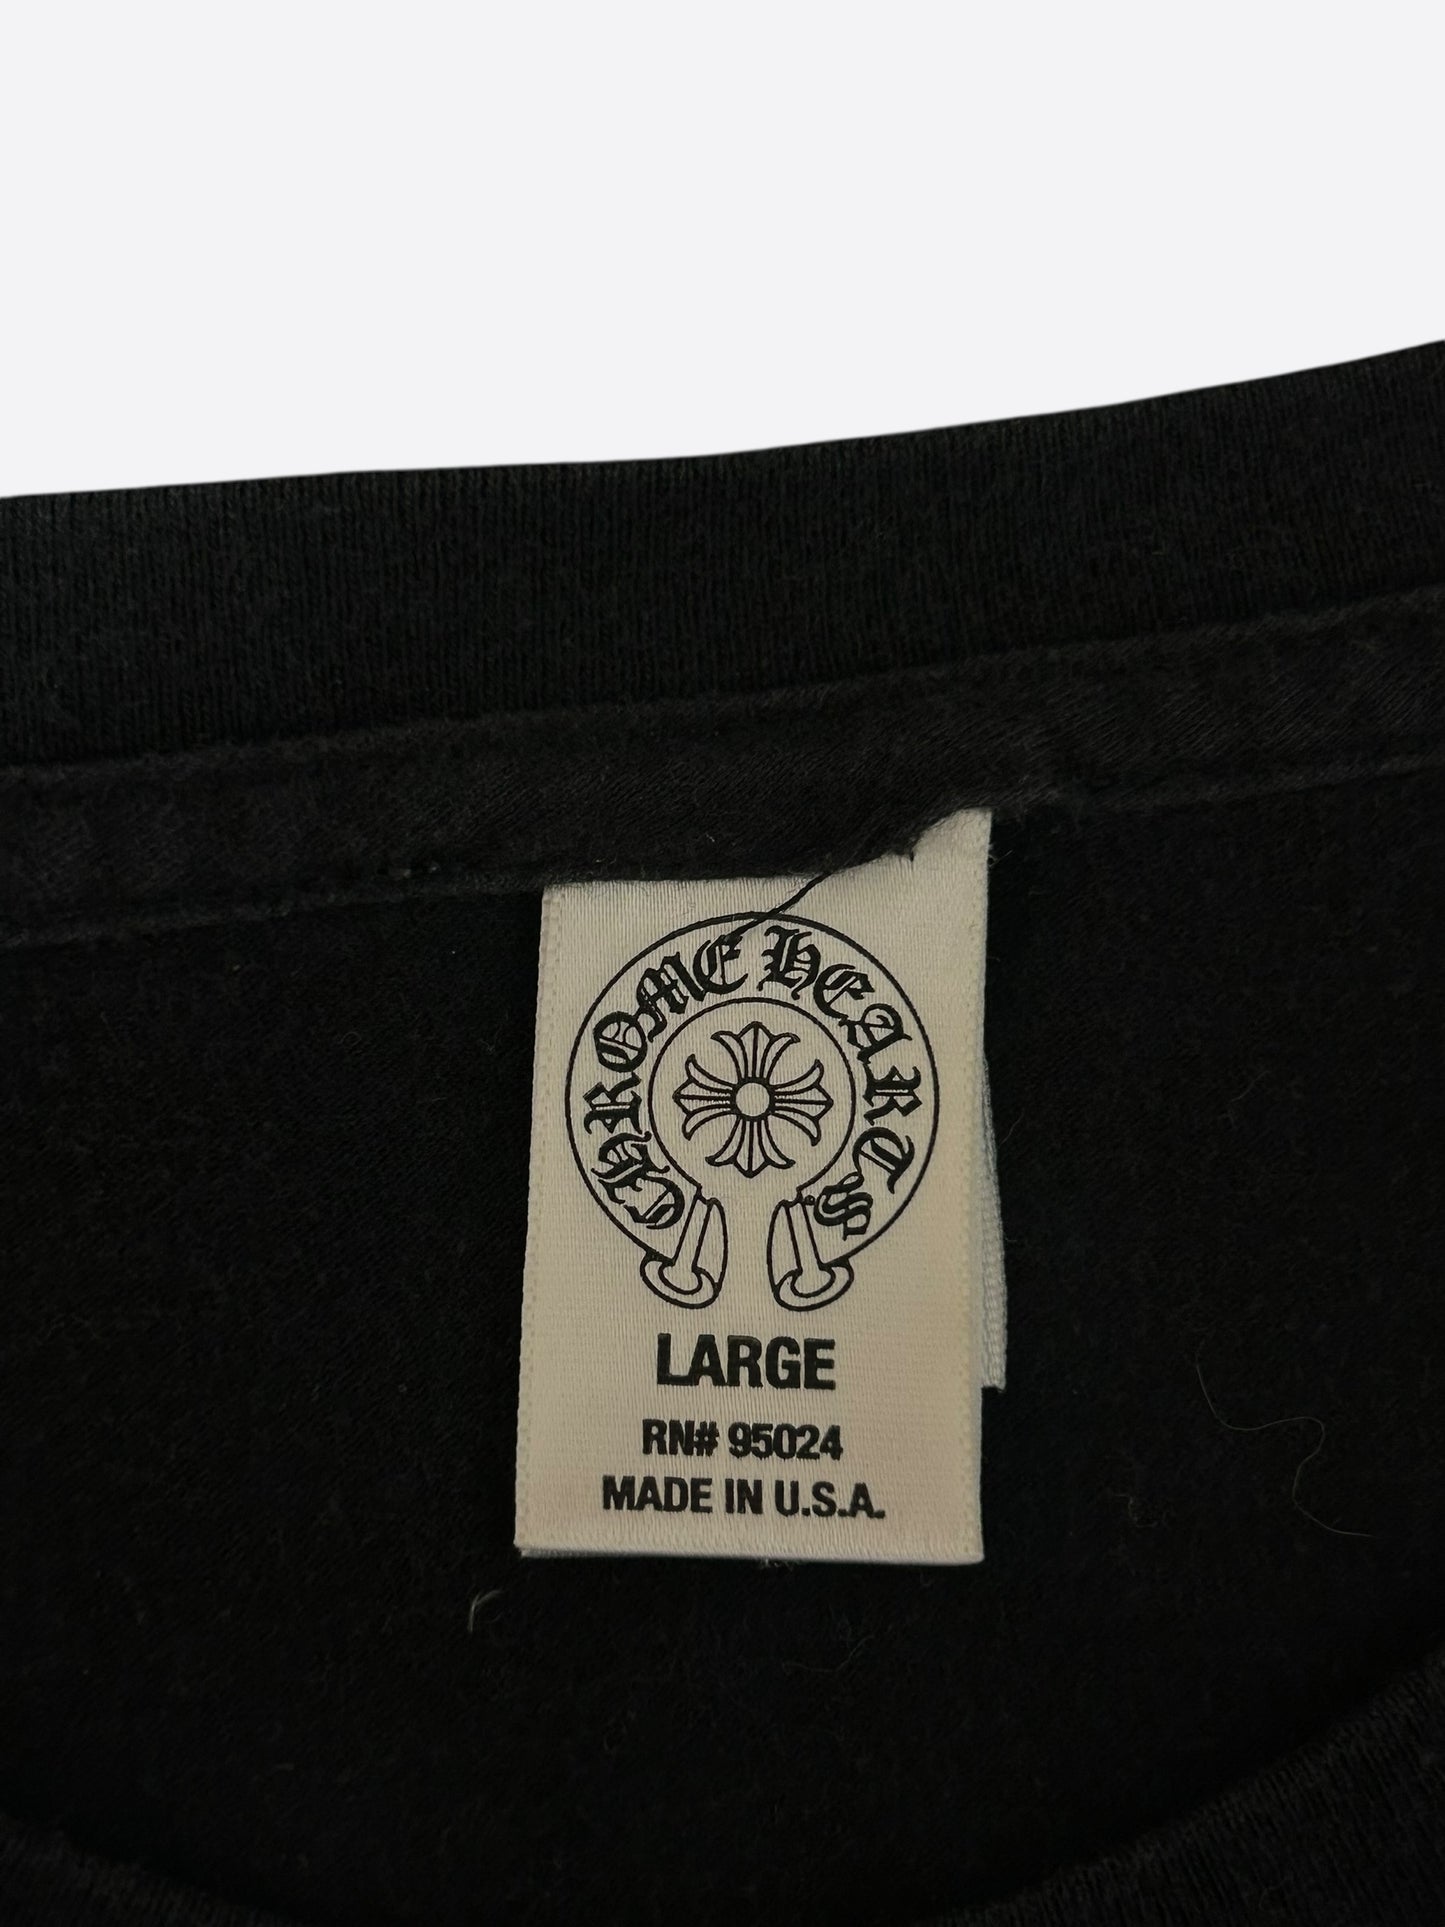 CHROME HEARTS
LARGE
RN# 95024
MADE IN U.S.A.